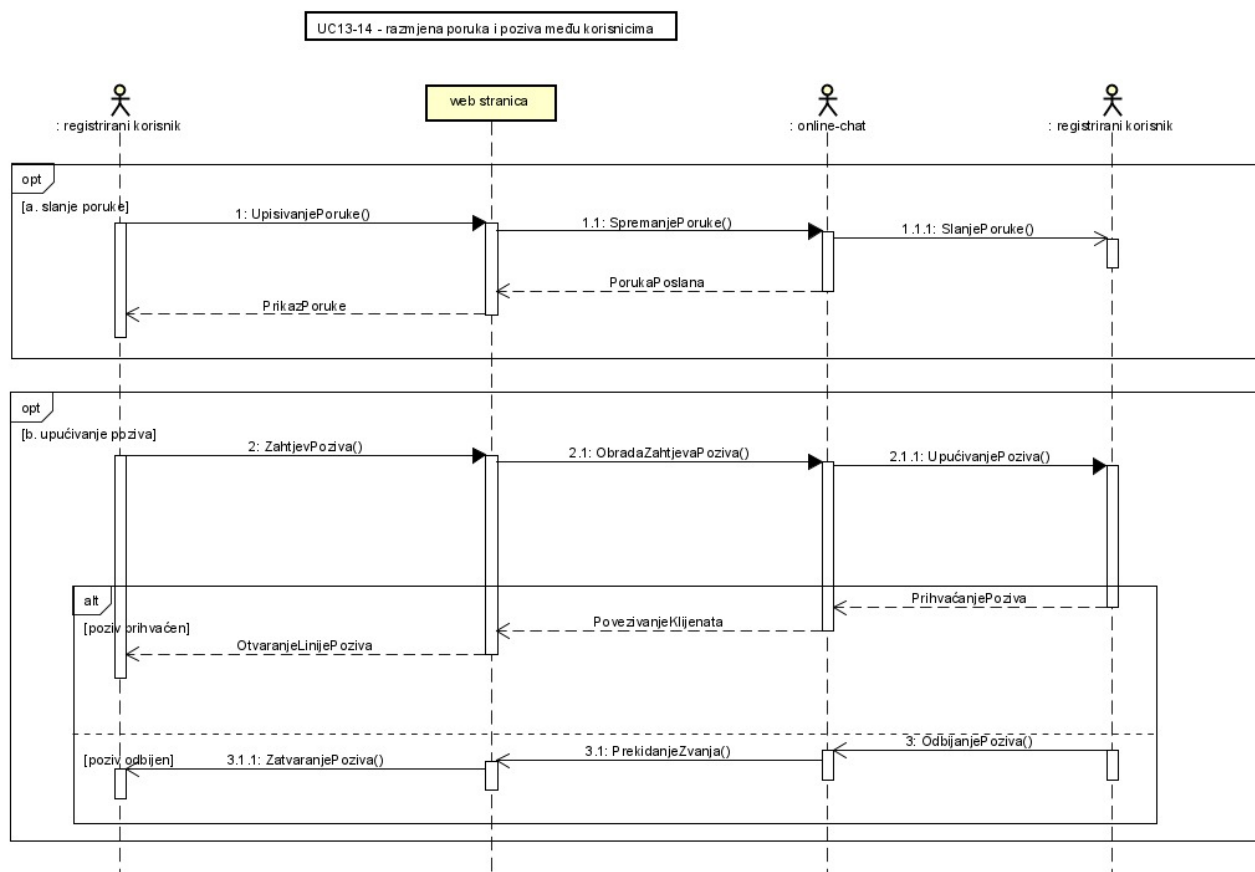 UC13-14 - razmjena poruka i poziva među korisnicima
: registrirani korisnik
web stranica
: online-chat
: registrirani korisnik
opt
[a. slanje poruke]
1: UpisivanjePoruke()
1.1: SpremanjePoruke()
1.1.1: SlanjePoruke()
PorukaPoslana
PrikazPoruke
opt
[b. upućivanje poziva]
2: ZahtjevPoziva()
2.1: ObradaZahtjevaPoziva()
2.1.1: UpućivanjePoziva()
alt
PrihvaćanjePoziva
[poziv prihvaćen]
PovezivanjeKlijenata
OtvaranjeLinijePoziva
3: OdbijanjePoziva()
3.1: PrekidanjeZvanja()
[poziv odbijen]
3.1.1: ZatvaranjePoziva()